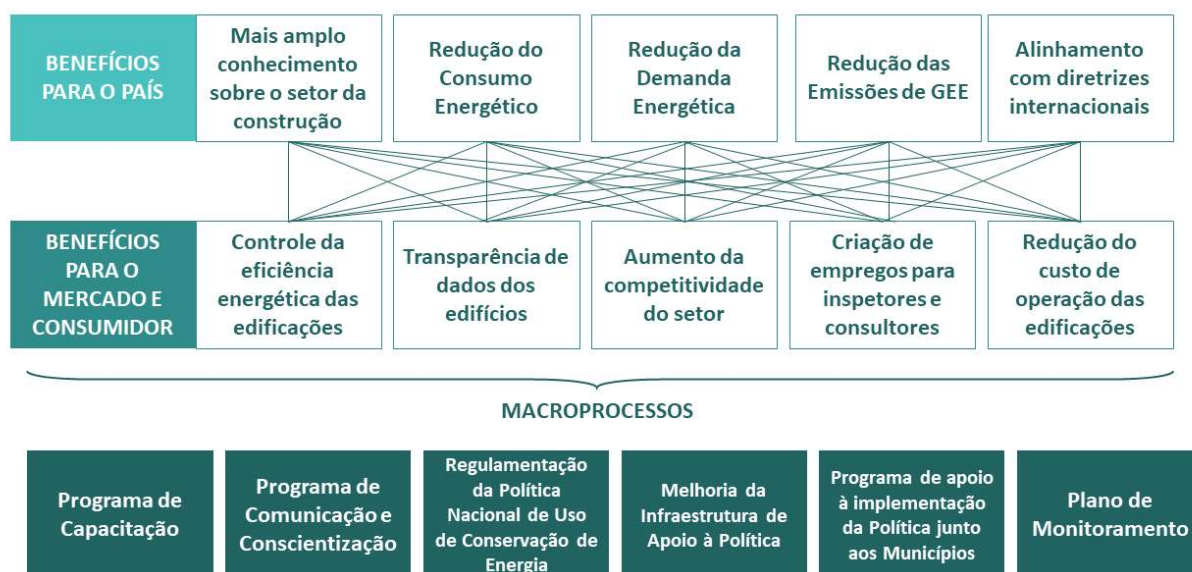 BENEFÍCIOS
PARA O PAÍS
Mais amplo
conhecimento
sobre o setor da
construção
Redução do
Consumo
Energético
Redução da
Demanda
Energética
Redução das
Emissões de GEE
Alinhamento
com diretrizes
internacionais
BENEFÍCIOS
PARA O
MERCADO E
CONSUMIDOR
Controle da
eficiência
energética das
edificações
Transparência de
dados dos
edifícios
Aumento da
competitividade
do setor
Criação de
empregos para
inspetores e
consultores
Redução do
custo de
operação das
edificações
MACROPROCESSOS
Programa de
Capacitação
Programa de
Comunicação e
Conscientização
Regulamentação
da Política
Nacional de Uso
de Conservação de
Energia
Melhoria da
Infraestrutura de
Apoio à Política
Programa de apoio
à implementação
da Política junto
aos Municípios
Plano de
Monitoramento